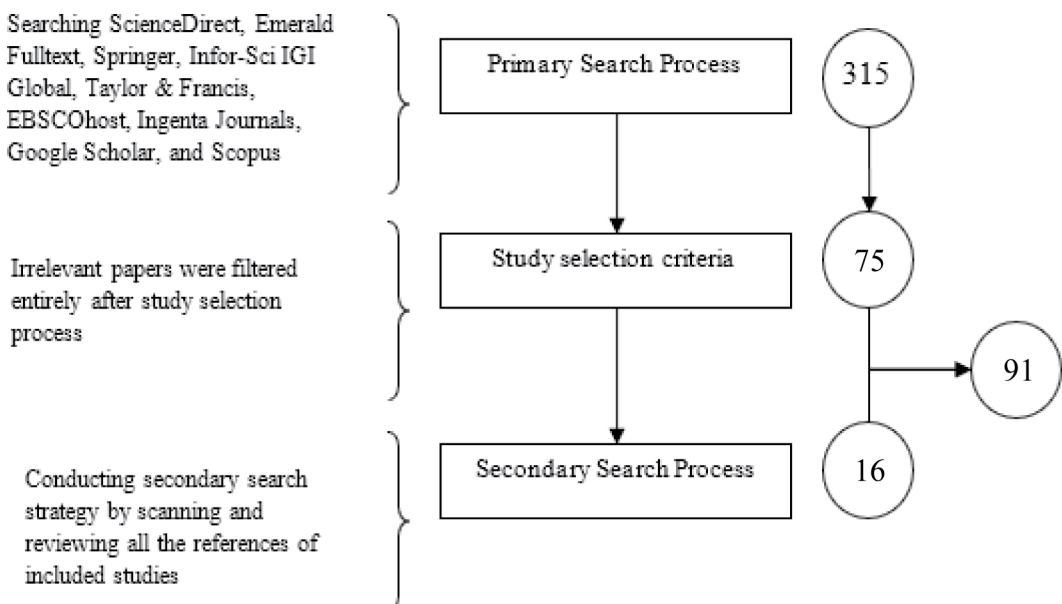 Searching ScienceDirect, Emerald
Fulltext, Springer, Infor-Sci IGI
Global, Taylor & Francis,
EBSCOhost, Ingenta Journals,
Google Scholar, and Scopus
Primary Search Process
315
Irrelevant papers were filtered
entirely after study selection
process
Study selection criteria
75
91
Conducting secondary search
strategy by scanning and
reviewing all the references of
included studies
Secondary Search Process
16